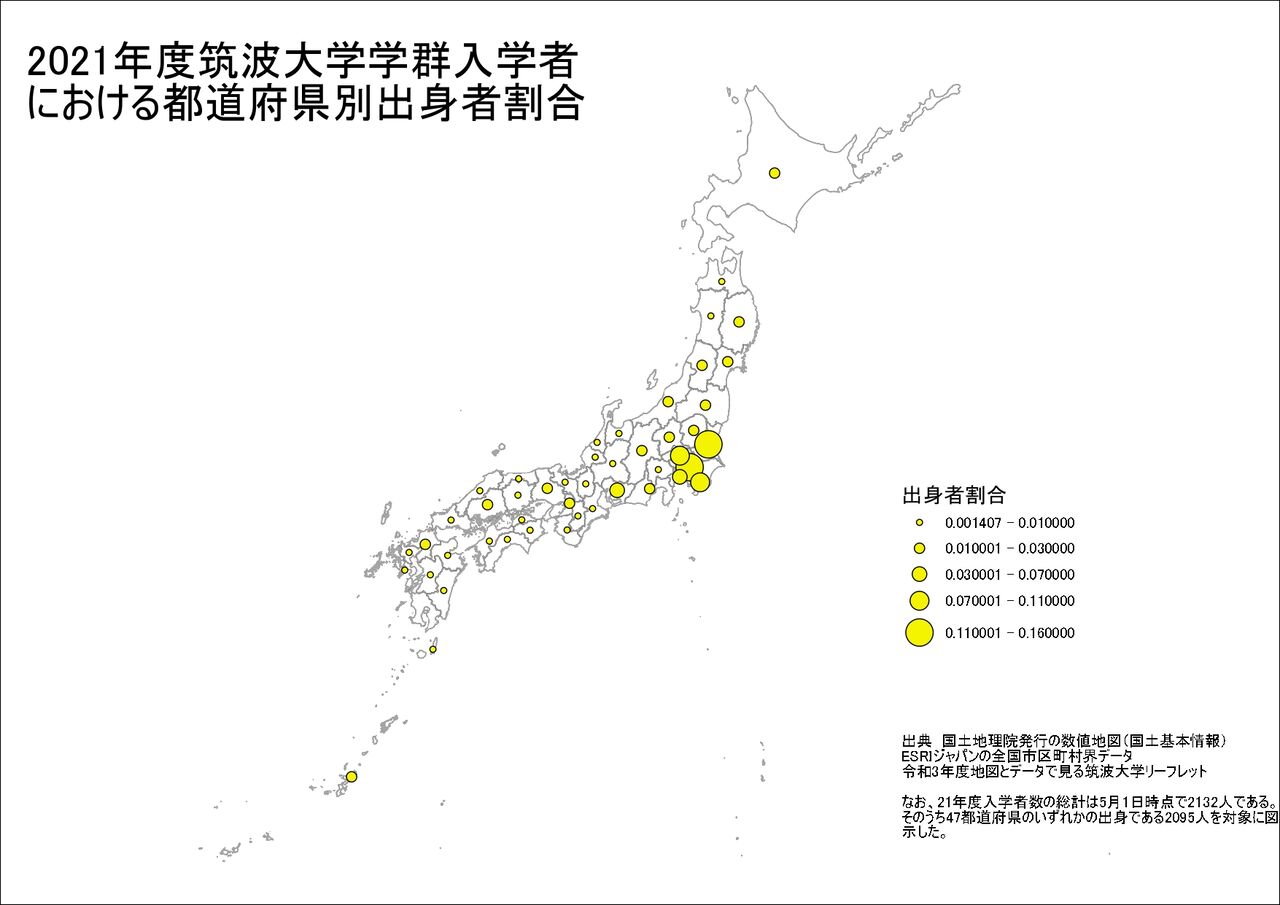 2021年度筑波大学学群入学者
における都道府県別出身者割合
出身者割合
0.001407 - 0.010000
0.010001 - 0.030000
0.030001 - 0.070000
0.070001 - 0.110000
0.110001 - 0.160000
出典　国土地理院発行の数値地図（国土基本情報）
ESRIジャパンの全国市区町村界データ
令和3年度地図とデータで見る筑波大学リーフレット
なお、21年度入学者数の総計は5月1日時点で2132人である。
そのうち47都道府県のいずれかの出身である2095人を対象に図
示した。